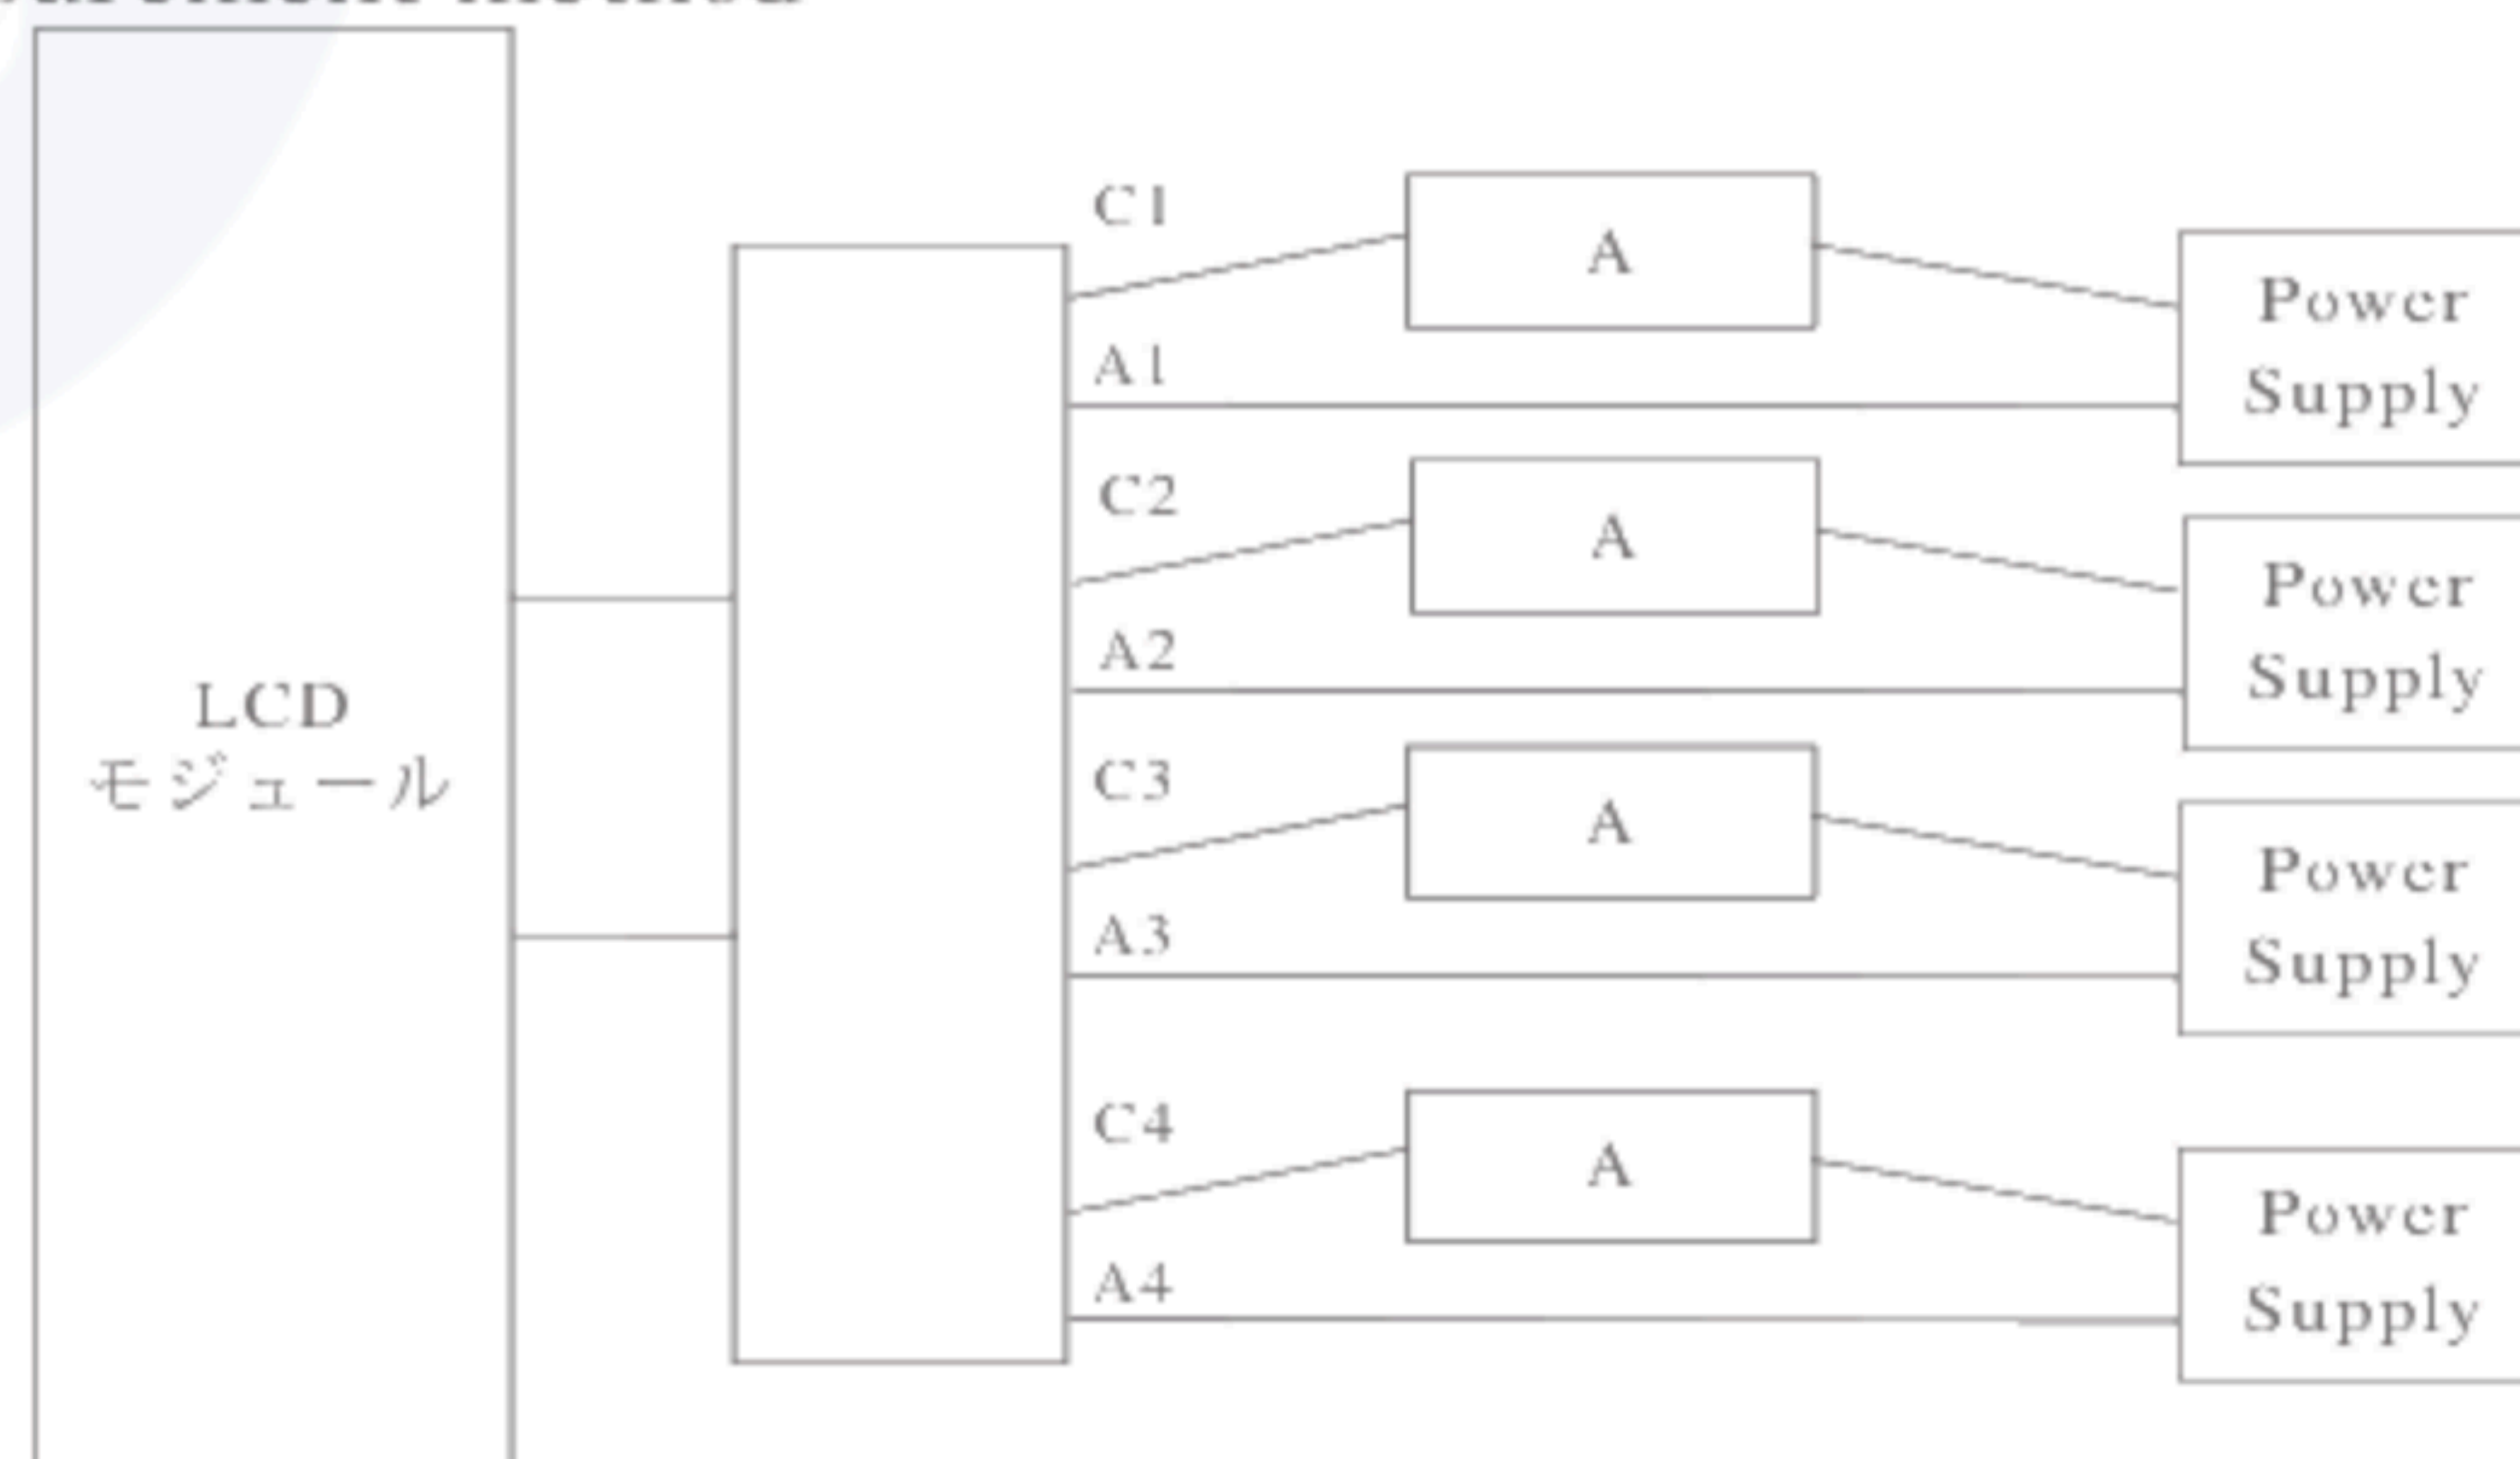 LCD
モジュール
C1
A
A1
Power
Supply
C2
A
A2
Power
Supply
C3
A
A3
Power
Supply
C4
A
A4
Power
Supply